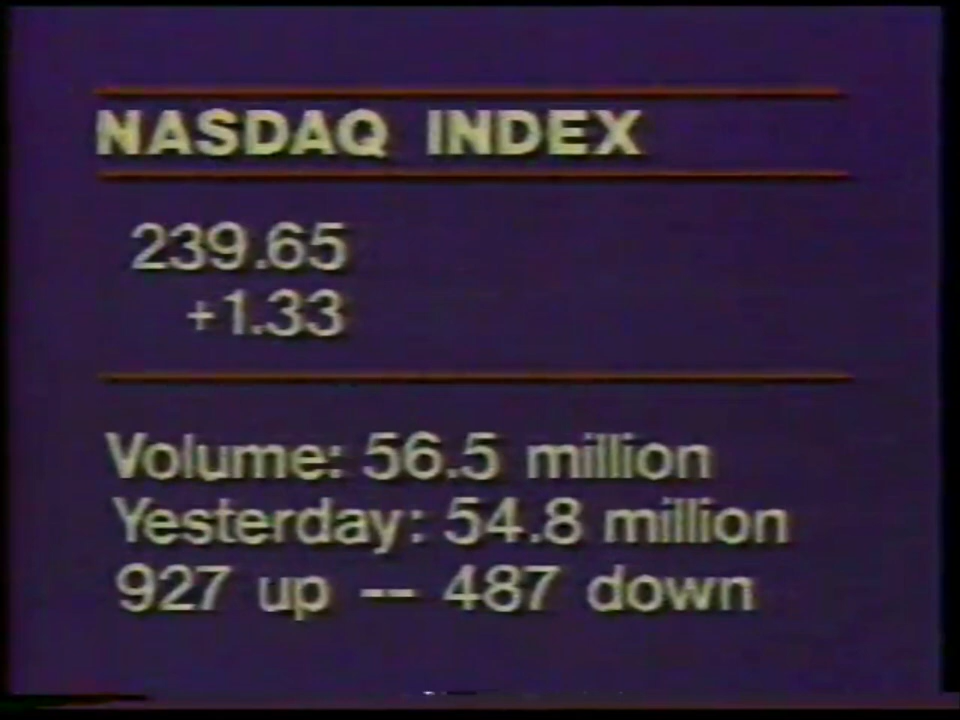 NASDAQ INDEX
239.65
+1.33
Volume: 56.5 million
Yesterday: 54.8 million
927 up -- 487 down